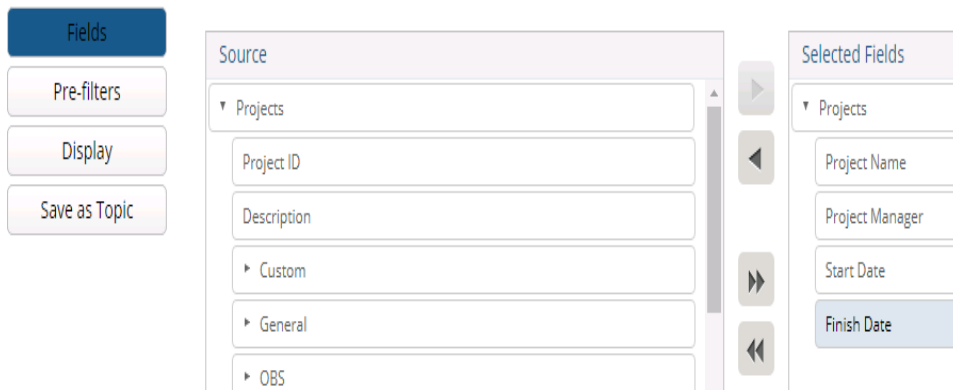 Fields
Pre-filters
Display
Save as Topic
Source
Projects
Project ID
Description
Custom
General
OBS
Selected Fields
Projects
Project Name
Project Manager
Start Date
Finish Date